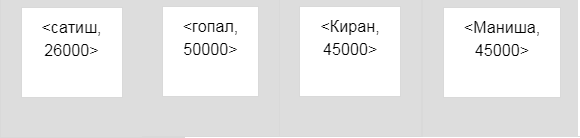 <сатиш,
26000>
<гопал,
50000>
<Киран,
45000>
<Маниша,
45000>